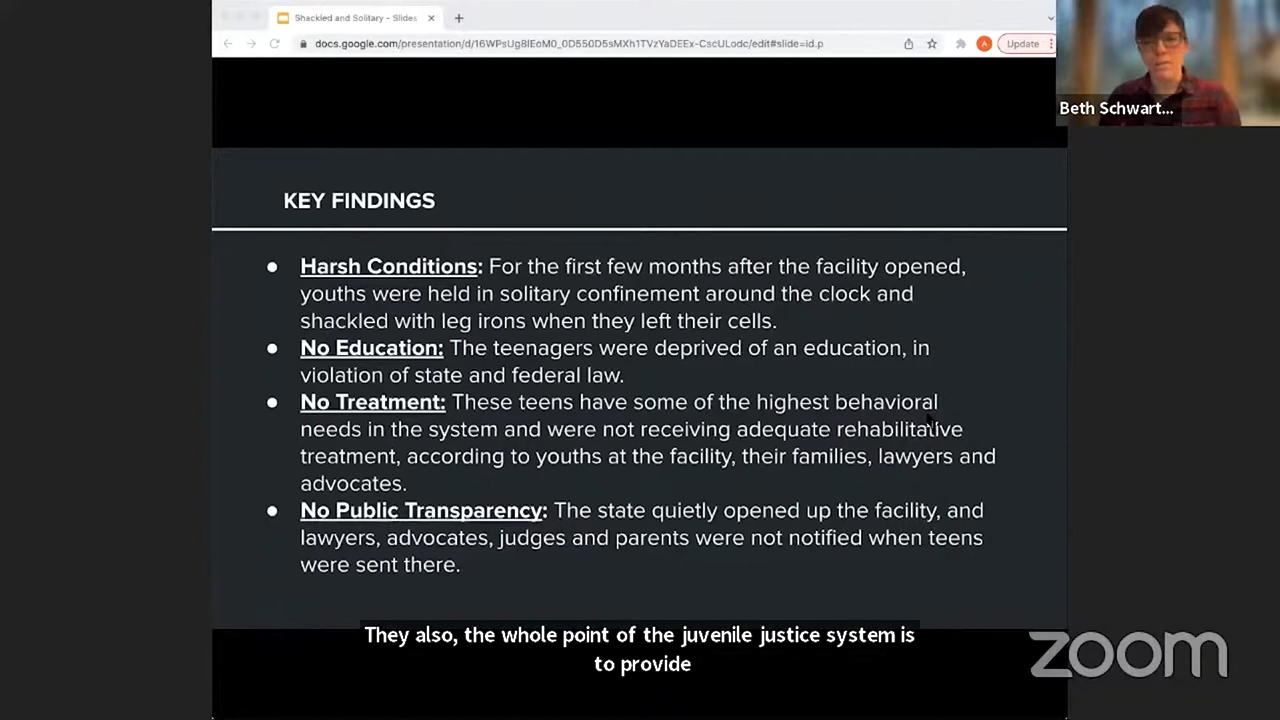 Shackled and Solitary - Slides
docs.google.com/presentation/d/16WPsUg8lEoM0_0D550D5sMXh1TVzYaDEEx-CscULodc/edit#slide=id.p
A
Update
Beth Schwart...
KEY FINDINGS
● Harsh Conditions: For the first few months after the facility opened,
youths were held in solitary confinement around the clock and
shackled with leg irons when they left their cells.
● No Education: The teenagers were deprived of an education, in
violation of state and federal law.
● No Treatment: These teens have some of the highest behavioral
needs in the system and were not receiving adequate rehabilitative
treatment, according to youths at the facility, their families, lawyers and
advocates.
● No Public Transparency: The state quietly opened up the facility, and
lawyers, advocates, judges and parents were not notified when teens
were sent there.
They also, the whole point of the juvenile justice system is
to provide
zoom